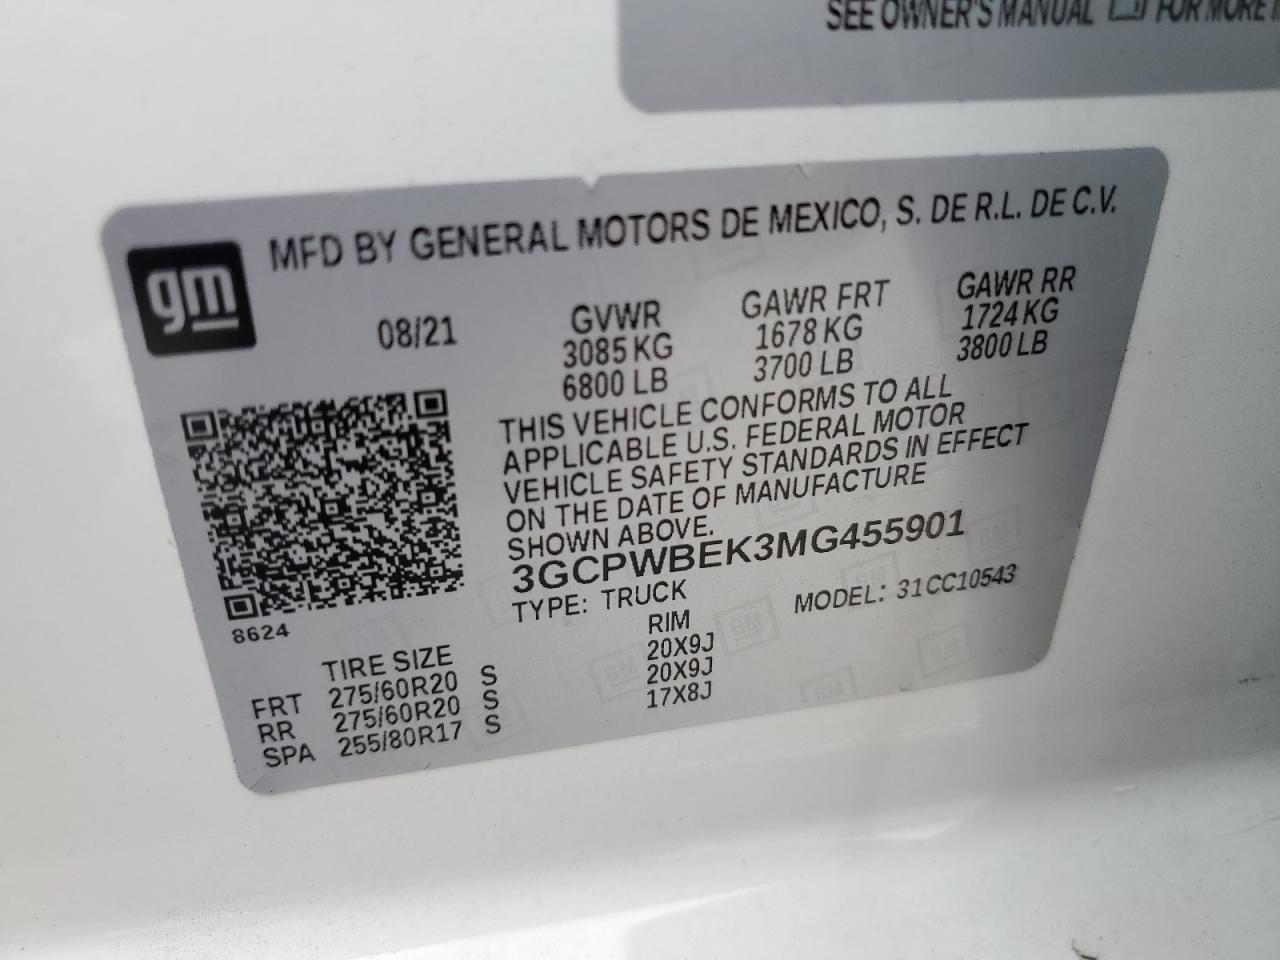 SEE OWNER'S MANUAL FOR MORE
gm
MFD BY GENERAL MOTORS DE MEXICO, S. DE R.L. DE C.V.
08/21 GVWR GAWR FRT GAWR RR
3085 KG 1678 KG 1724 KG
6800 LB 3700 LB 3800 LB
THIS VEHICLE CONFORMS TO ALL
APPLICABLE U.S. FEDERAL MOTOR
VEHICLE SAFETY STANDARDS IN EFFECT
ON THE DATE OF MANUFACTURE
SHOWN ABOVE.
3GCPWBEK3MG455901
TYPE: TRUCK MODEL: 31CC10543
8624
TIRE SIZE RIM
FRT 275/60R20 S 20X9J
RR 275/60R20 S 20X9J
SPA 255/80R17 S 17X8J